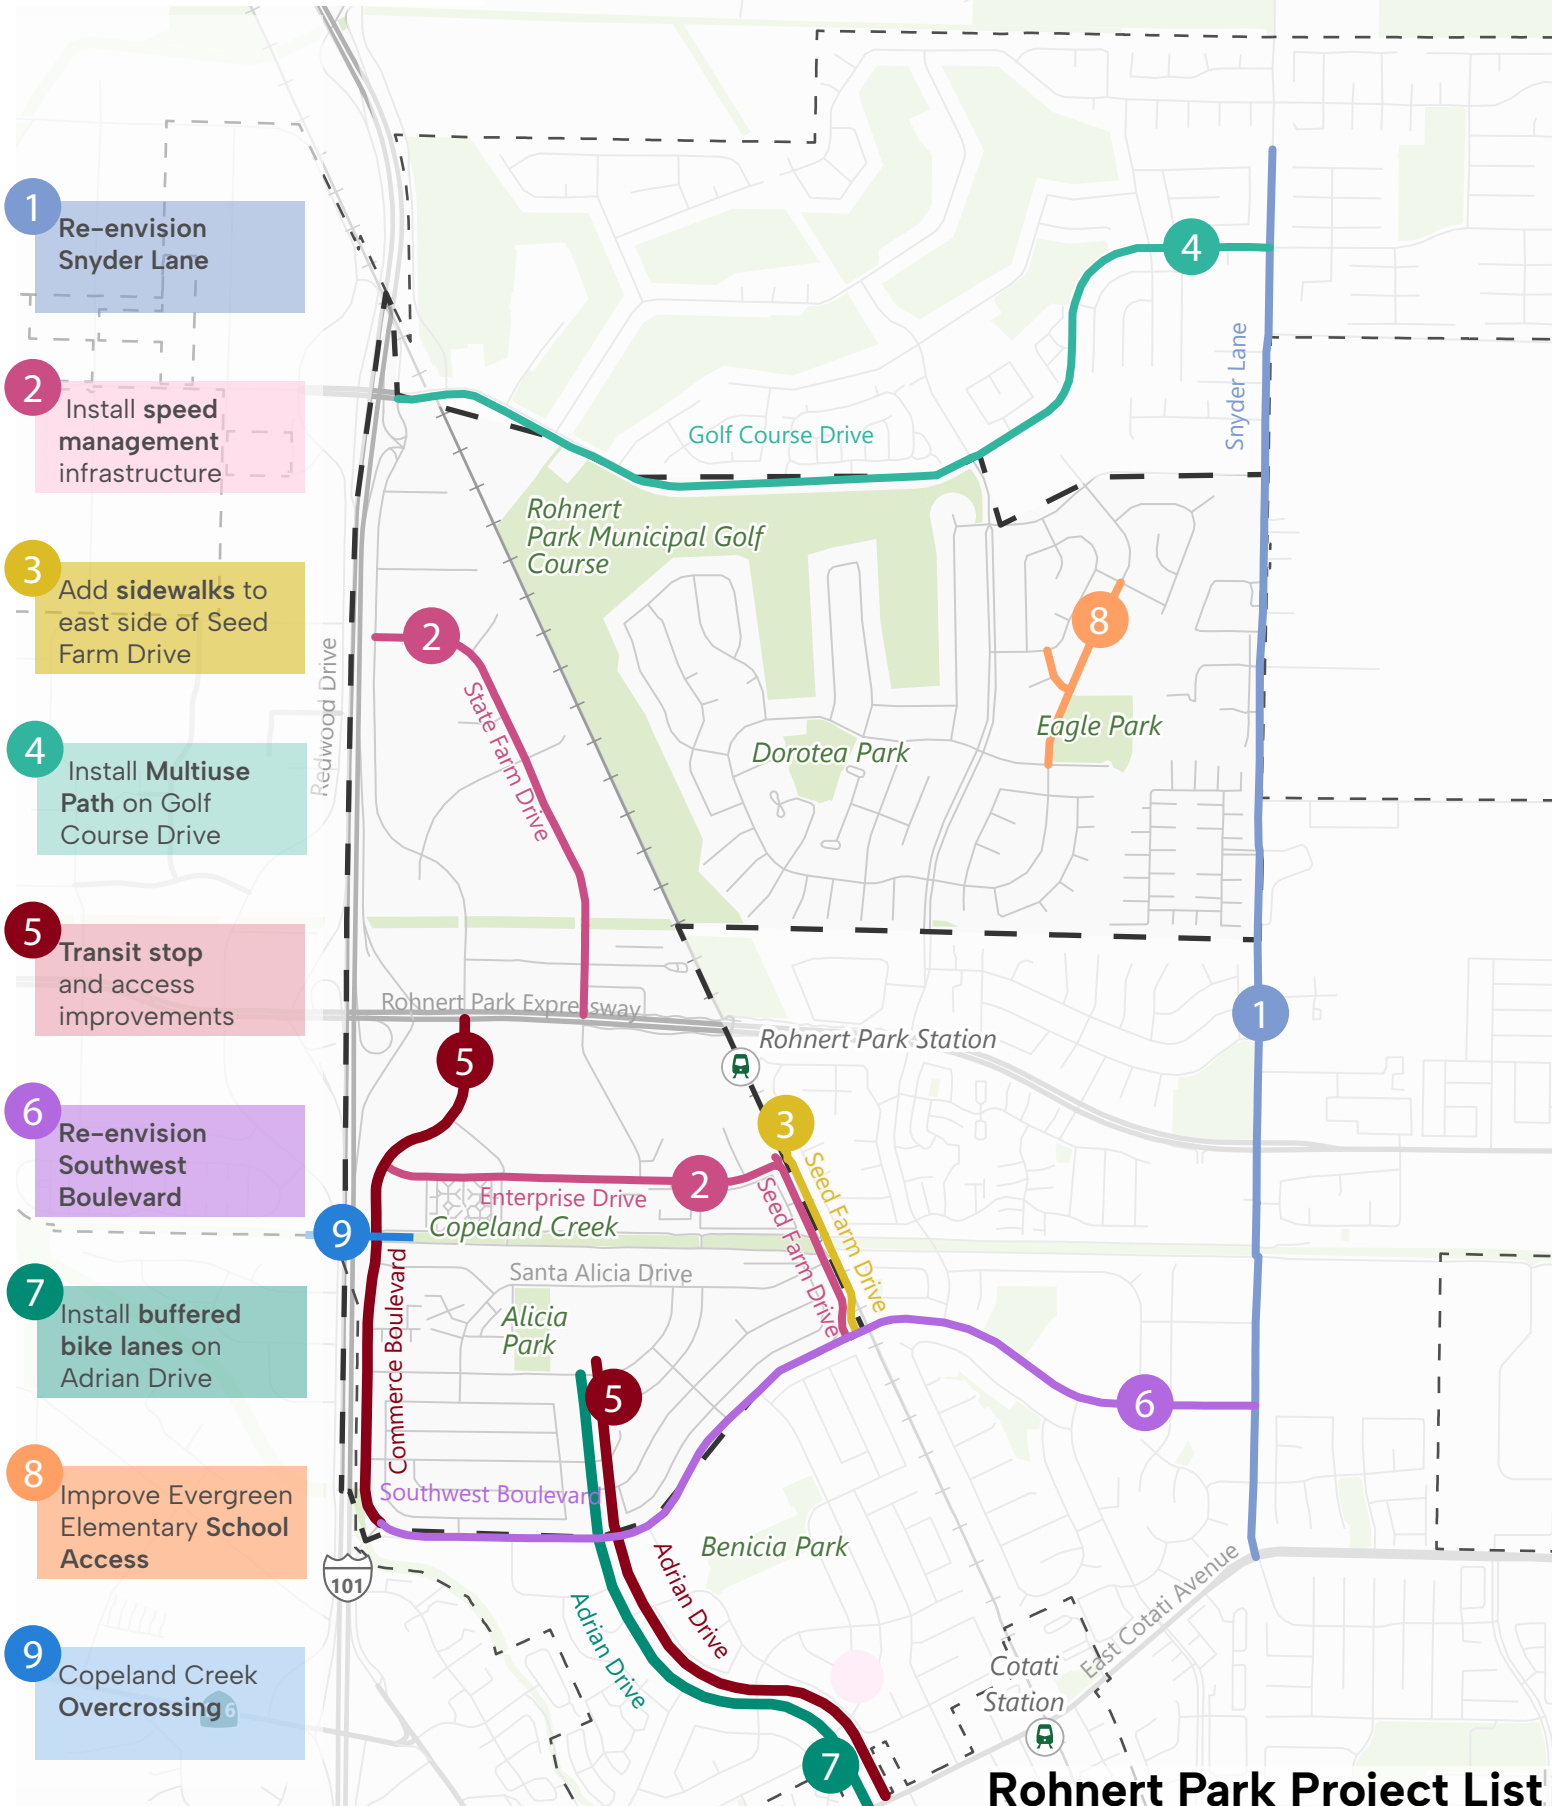 1
Re-envision
Snyder Lane
2
Install speed
management
infrastructure
3
Add sidewalks to
east side of Seed
Farm Drive
4
Install Multiuse
Path on Golf
Course Drive
5
Transit stop
and access
improvements
6
Re-envision
Southwest
Boulevard
7
Install buffered
bike lanes on
Adrian Drive
8
Improve Evergreen
Elementary School
Access
9
Copeland Creek
Overcrossing
4
Snyder Lane
Golf Course Drive
Rohnert
Park Municipal Golf
Course
8
2
Redwood Drive
State Farm Drive
Eagle Park
Dorotea Park
Rohnert Park Expressway
1
Rohnert Park Station
5
3
2
Enterprise Drive
Seed Farm Drive
Seed Farm Drive
9
Copeland Creek
Santa Alicia Drive
Commerce Boulevard
Alicia
Park
5
6
Southwest Boulevard
Benicia Park
101
Adrian Drive
Adrian Drive
East Cotati Avenue
Cotati
Station
7
Rohnert Park Project List